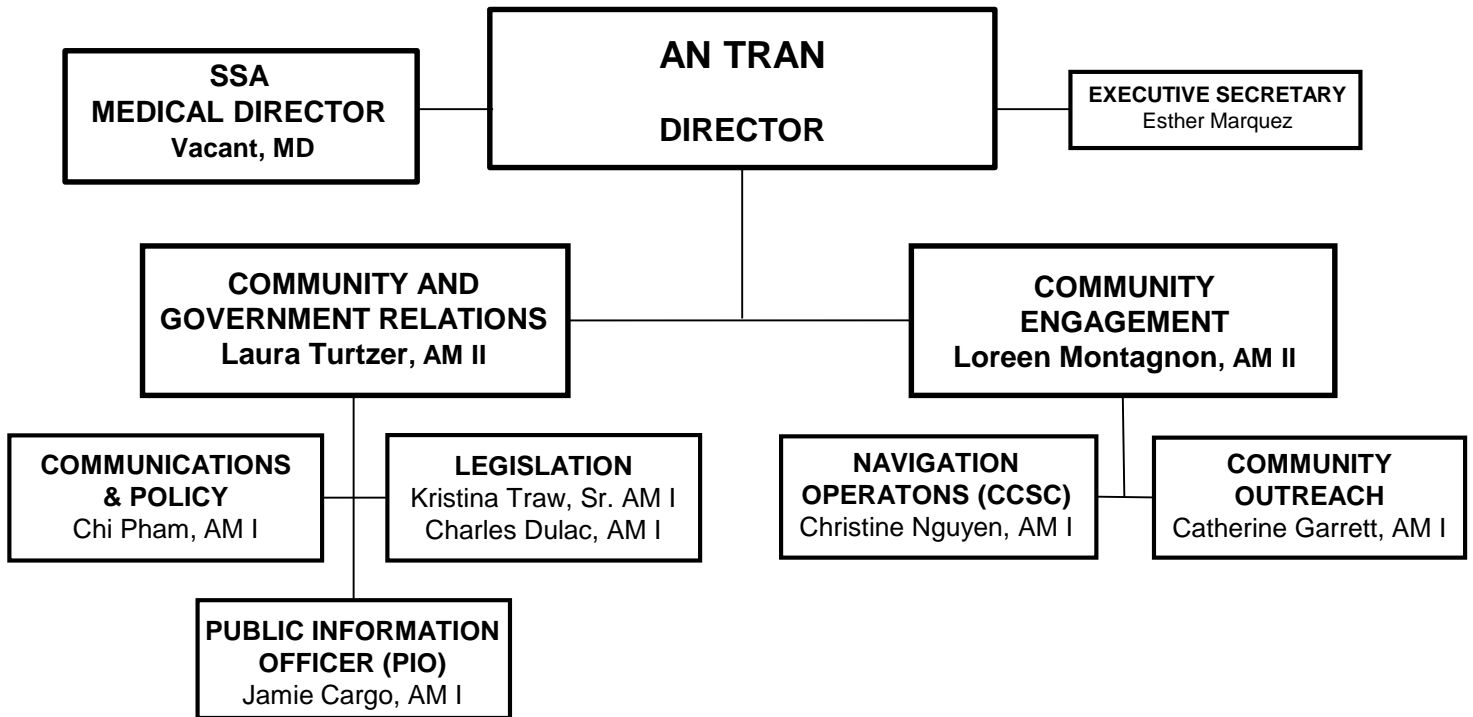 AN TRAN
DIRECTOR
SSA
MEDICAL DIRECTOR
Vacant, MD
EXECUTIVE SECRETARY
Esther Marquez
COMMUNITY AND
GOVERNMENT RELATIONS
Laura Turtzer, AM II
COMMUNITY
ENGAGEMENT
Loreen Montagnon, AM II
COMMUNICATIONS
& POLICY
Chi Pham, AM I
LEGISLATION
Kristina Traw, Sr. AM I
Charles Dulac, AM I
NAVIGATION
OPERATONS (CCSC)
Christine Nguyen, AM I
COMMUNITY
OUTREACH
Catherine Garrett, AM I
PUBLIC INFORMATION
OFFICER (PIO)
Jamie Cargo, AM I